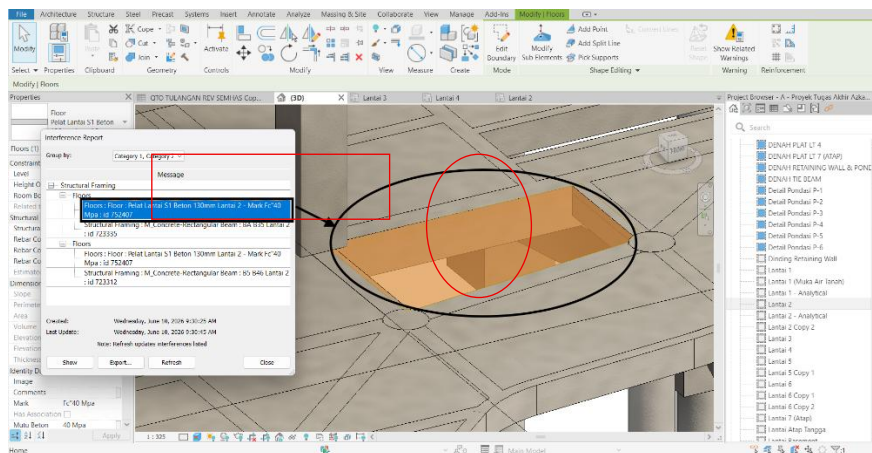 File Architecture Structure Steel Precast Systems Insert Annotate Analyze Massing & Site Collaborate View Manage Add-Ins Modify | Floors
Modify
Cope
Cut
Join
Activate
Edit Boundary
Modify Sub Elements
Add Point
Add Split Line
Pick Supports
Show Related Warnings
Select Properties Clipboard Geometry Controls Modify View Measure Create Mode Shape Editing Warning Reinforcement
Modify | Floors
Properties
QTO TULANGAN REV SEMHAS Cop...
{3D}
Lantai 3
Lantai 4
Lantai 2
Project Browser - A - Proyek Tugas Akhir Azka...
Search
Floor
Pelat Lantai S1 Beton
Floors (1)
Constraint
Level
Height O
Room Bo
Related t
Structural
Structura
Rebar Co
Rebar Co
Rebar Co
Estimated
Dimension
Slope
Perimete
Area
Volume
Elevation
Elevation
Thickness
Identity D
Image
Comments
Mark Fc'40 Mpa
Has Association
Mutu Beton 40 Mpa
Apply
Interference Report
Group by: Category 1, Category 2
Message
Structural Framing
Floors
Floors : Floor : Pelat Lantai S1 Beton 130mm Lantai 2 - Mark Fc"40
Mpa : id 752407
Structural Framing : M_Concrete-Rectangular Beam : BA B35 Lantai 2
: id 723335
Floors
Floors : Floor : Pelat Lantai S1 Beton 130mm Lantai 2 - Mark Fc"40
Mpa : id 752407
Structural Framing : M_Concrete-Rectangular Beam : B5 B46 Lantai 2
: id 723312
Created: Wednesday, June 10, 2026
Last Update: Wednesday, June 10, 2026
Note: Refresh updates interferences listed
Show Export... Refresh Close
DENAH PLAT LT 4
DENAH PLAT LT 7 (ATAP)
DENAH RETAINING WALL & POND
DENAH TIE BEAM
Detail Pondasi P-1
Detail Pondasi P-2
Detail Pondasi P-3
Detail Pondasi P-4
Detail Pondasi P-5
Detail Pondasi P-6
Dinding Retaining Wall
Lantai 1
Lantai 1 (Muka Air Tanah)
Lantai 1 - Analytical
Lantai 2
Lantai 2 - Analytical
Lantai 2 Copy 2
Lantai 3
Lantai 4
Lantai 5
Lantai 5 Copy 1
Lantai 6
Lantai 6 Copy 1
Lantai 6 Copy 2
Lantai 7 (Atap)
Lantai Atap Tangga
Lantai Basement
1 : 325
Home
Main Model